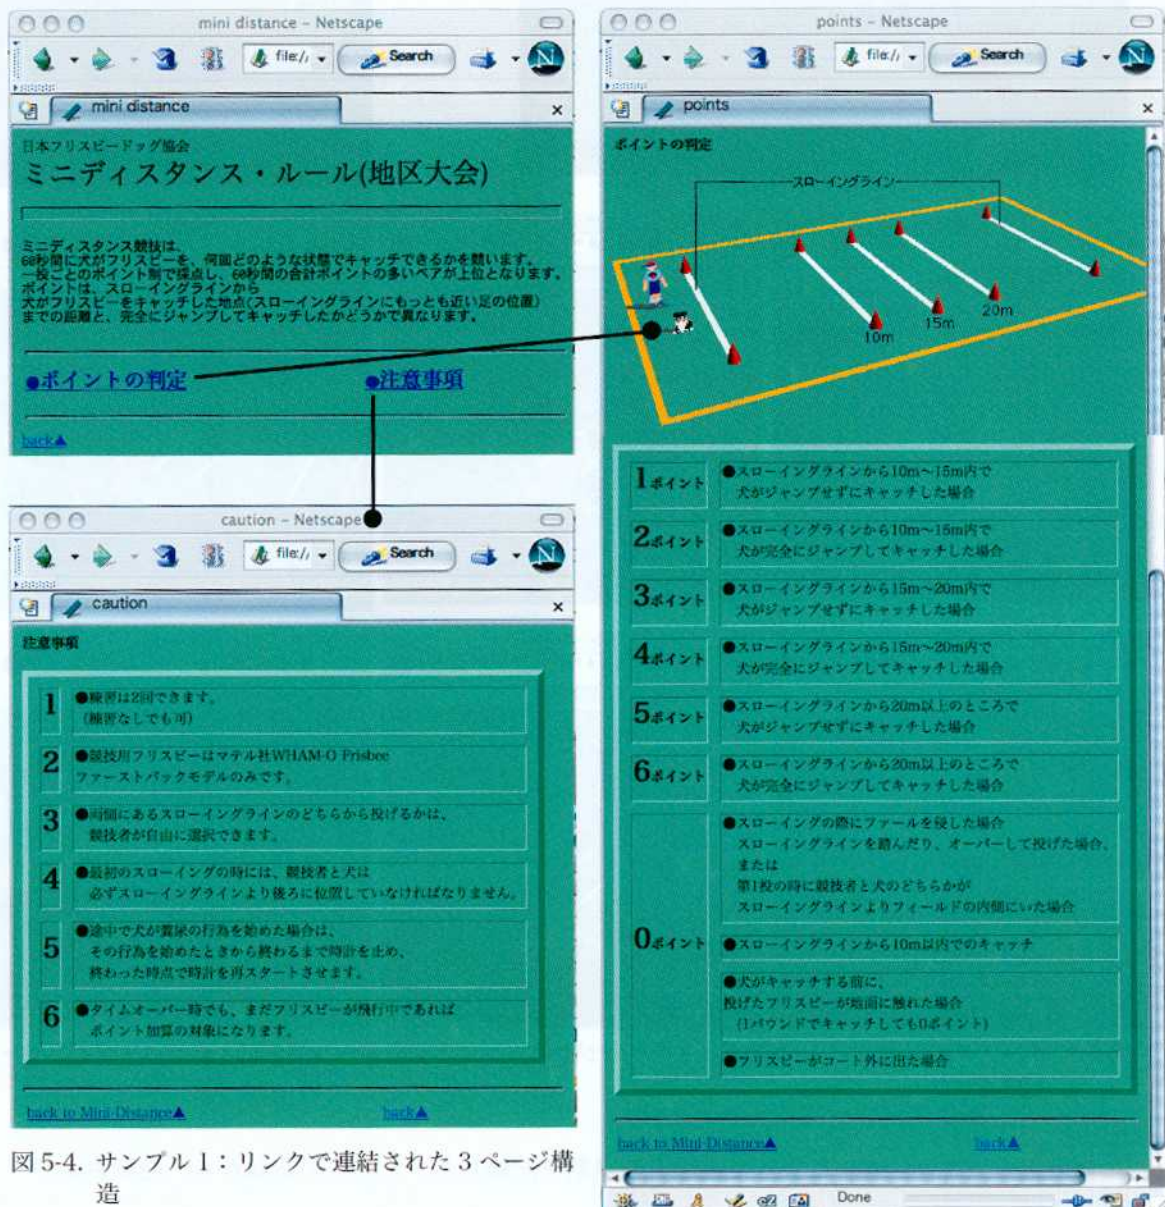 mini distance – Netscape
file:/
Search
N
mini distance
×
日本フリスビードッグ協会
ミニディスタンス・ルール(地区大会)
ミニディスタンス競技は、
60秒間に犬がフリスビーを、何回どのような状態でキャッチできるかを競います。
一投ごとのポイント制で採点し、60秒間の合計ポイントの多いペアが上位となります。
ポイントは、スローイングラインから
犬がフリスビーをキャッチした地点(スローイングラインにもっとも近い足の位置)
までの距離と、完全にジャンプしてキャッチしたかどうかで異なります。
●ポイントの判定 ●注意事項
back▲
caution – Netscape
file:/
Search
N
caution
×
注意事項
1 ●練習は2回できます。
(練習なしでも可)
2 ●競技用フリスビーはマテル社WHAM-O Frisbee
ファーストバックモデルのみです。
3 ●両側にあるスローイングラインのどちらから投げるかは、
競技者が自由に選択できます。
4 ●最初のスローイングの時には、競技者と犬は
必ずスローイングラインより後ろに位置していなければなりません。
5 ●途中で犬が糞尿の行為を始めた場合は、
その行為を始めたときから終わるまで時計を止め、
終わった時点で時計を再スタートさせます。
6 ●タイムオーバー時でも、まだフリスビーが飛行中であれば
ポイント加算の対象になります。
back to Mini-Distance▲ back▲
図 5-4. サンプル 1：リンクで連結された 3 ページ構
造
points – Netscape
file:/
Search
N
points
×
ポイントの判定
スローイングライン
10m
15m
20m
1ポイント ●スローイングラインから10m～15m内で
犬がジャンプせずにキャッチした場合
2ポイント ●スローイングラインから10m～15m内で
犬が完全にジャンプしてキャッチした場合
3ポイント ●スローイングラインから15m～20m内で
犬がジャンプせずにキャッチした場合
4ポイント ●スローイングラインから15m～20m内で
犬が完全にジャンプしてキャッチした場合
5ポイント ●スローイングラインから20m以上のところで
犬がジャンプせずにキャッチした場合
6ポイント ●スローイングラインから20m以上のところで
犬が完全にジャンプしてキャッチした場合
0ポイント ●スローイングの際にファールを侵した場合
スローイングラインを踏んだり、オーバーして投げた場合、
または
第1投の時に競技者と犬のどちらかが
スローイングラインよりフィールドの内側にいた場合
●スローイングラインから10m以内でのキャッチ
●犬がキャッチする前に、
投げたフリスビーが地面に触れた場合
(1バウンドでキャッチしても0ポイント)
●フリスビーがコート外に出た場合
back to Mini-Distance▲ back▲
Done